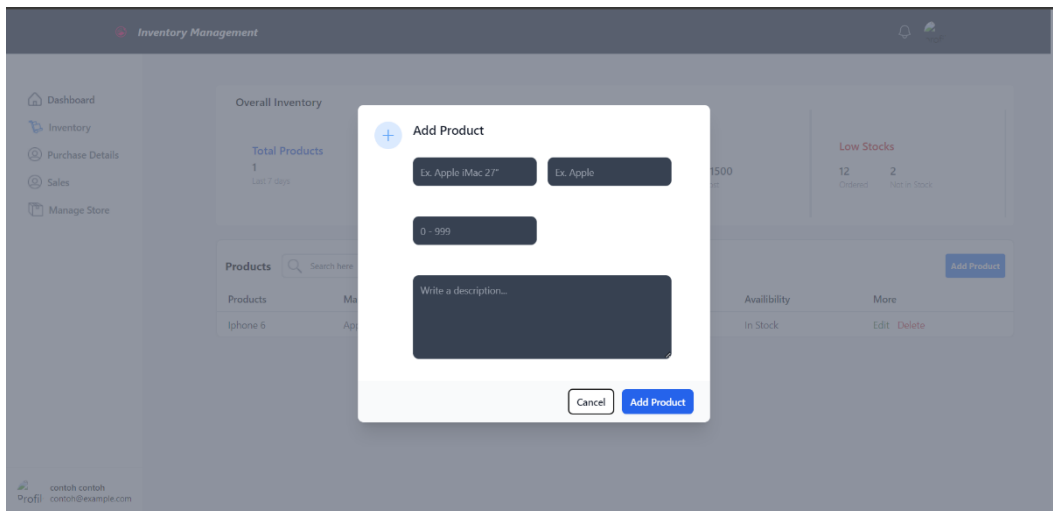 Inventory Management
Dashboard
Inventory
Purchase Details
Sales
Manage Store
Overall Inventory
Total Products
1
Last 7 days
1500
Low Stocks
12 2
Ordered Not in Stock
Add Product
Ex. Apple iMac 27"
Ex. Apple
0 - 999
Write a description...
Cancel
Add Product
Products
Search here
Add Product
Products Availibility More
Iphone 6 In Stock Edit Delete
Profil
contoh contoh
contoh@example.com